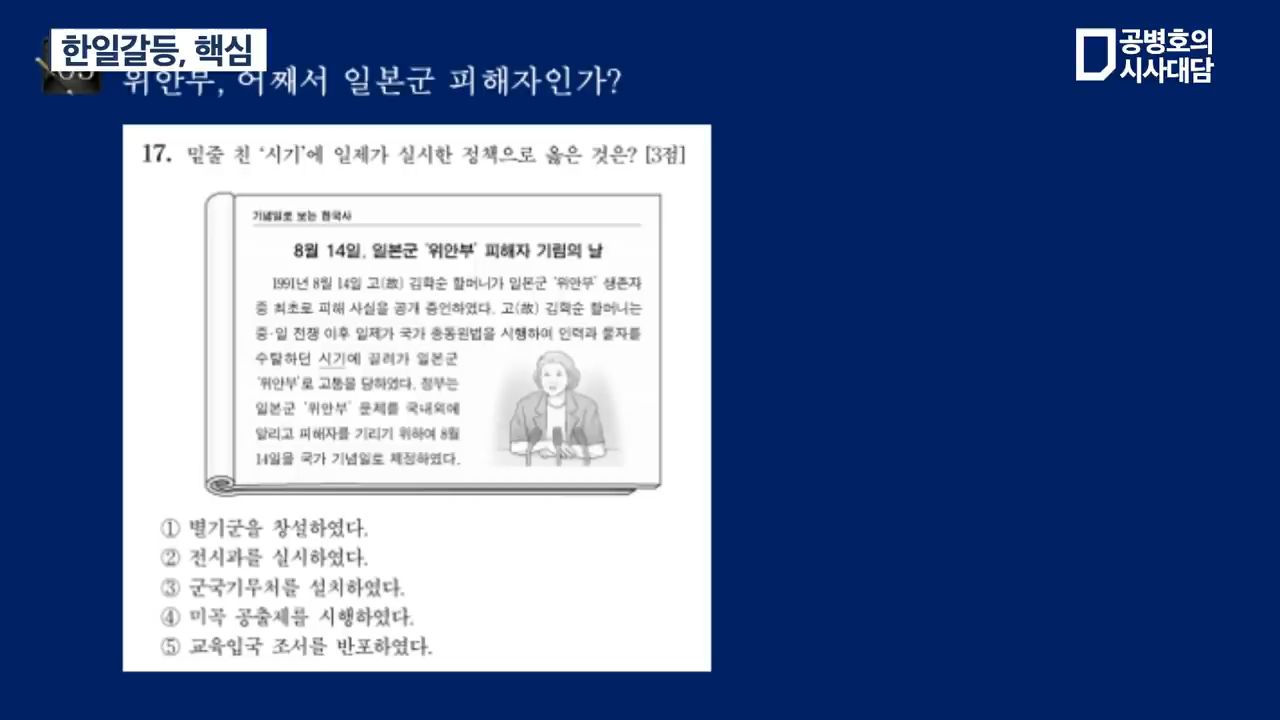 한일갈등, 핵심
공병호의
시사대담
위안부, 어째서 일본군 피해자인가?
17. 밑줄 친 '시기'에 일제가 실시한 정책으로 옳은 것은? [3점]
기념일로 보는 한국사
8월 14일, 일본군 '위안부' 피해자 기림의 날
1991년 8월 14일 고(故) 김학순 할머니가 일본군 '위안부' 생존자
중 최초로 피해 사실을 공개 증언하였다. 고(故) 김학순 할머니는
중·일 전쟁 이후 일제가 국가 총동원법을 시행하여 인력과 물자를
수탈하던 시기에 끌려가 일본군
'위안부'로 고통을 당하였다. 정부는
일본군 '위안부' 문제를 국내외에
알리고 피해자를 기리기 위하여 8월
14일을 국가 기념일로 제정하였다.
① 별기군을 창설하였다.
② 전시과를 실시하였다.
③ 군국기무처를 설치하였다.
④ 미곡 공출제를 시행하였다.
⑤ 교육입국 조서를 반포하였다.